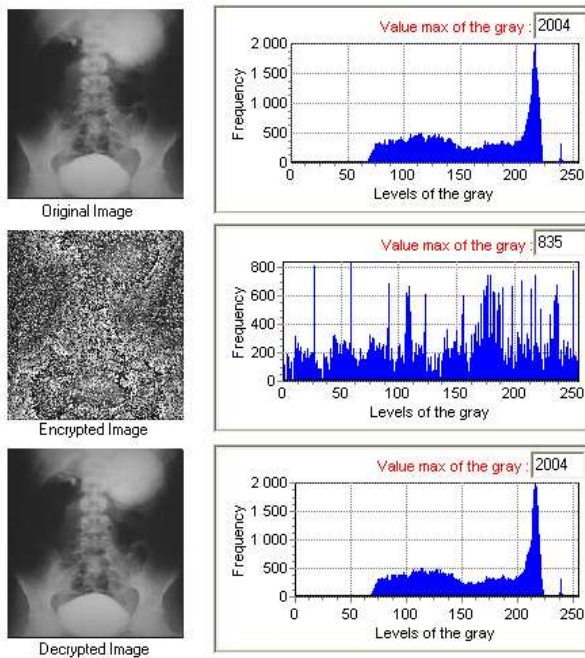 Value max of the gray : 2004
2 000
1 500
1 000
500
0
Frequency
0 50 100 150 200 250
Levels of the gray
Original Image
Value max of the gray : 835
800
600
400
200
0
Frequency
0 50 100 150 200 250
Levels of the gray
Encrypted Image
Value max of the gray : 2004
2 000
1 500
1 000
500
0
Frequency
0 50 100 150 200 250
Levels of the gray
Decrypted Image